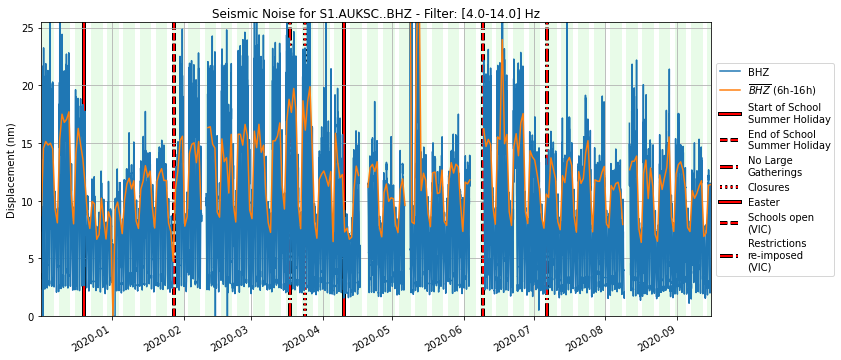 Seismic Noise for S1.AUKSC..BHZ - Filter: [4.0-14.0] Hz
Displacement (nm)
25
20
15
10
5
0
2020-01
2020-02
2020-03
2020-04
2020-05
2020-06
2020-07
2020-08
2020-09
BHZ
BHZ (6h-16h)
Start of School
Summer Holiday
End of School
Summer Holiday
No Large
Gatherings
Closures
Easter
Schools open
(VIC)
Restrictions
re-imposed
(VIC)